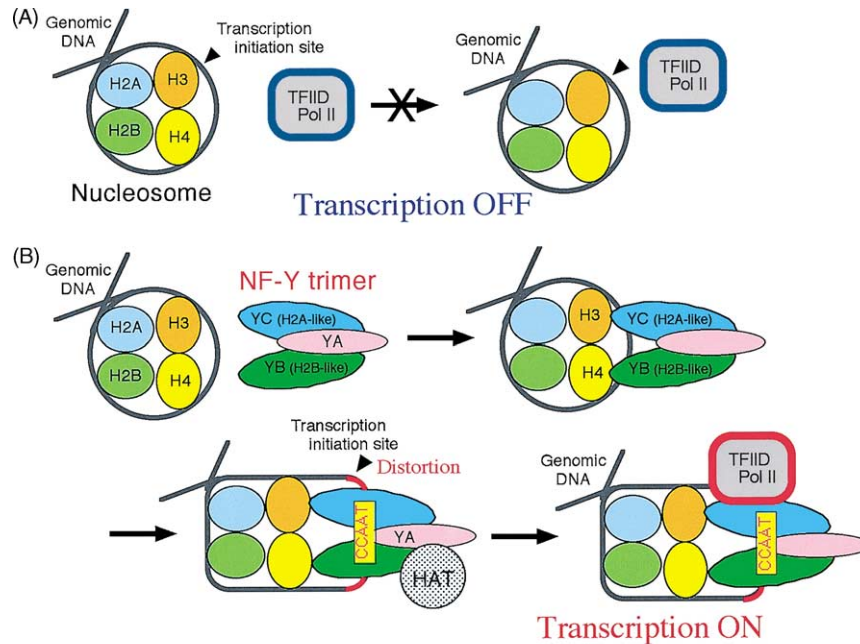 (A)
Genomic
DNA
Transcription
initiation site
H2A
H3
H2B
H4
Nucleosome
TFIID
Pol II
TFIID
Pol II
Transcription OFF
(B)
Genomic
DNA
H2A
H3
H2B
H4
NF-Y trimer
YC (H2A-like)
YA
YB (H2B-like)
H3
H4
YC (H2A-like)
YB (H2B-like)
Transcription
initiation site
Distortion
CCAAT
YA
HAT
Genomic
DNA
TFIID
Pol II
CCAAT
Transcription ON